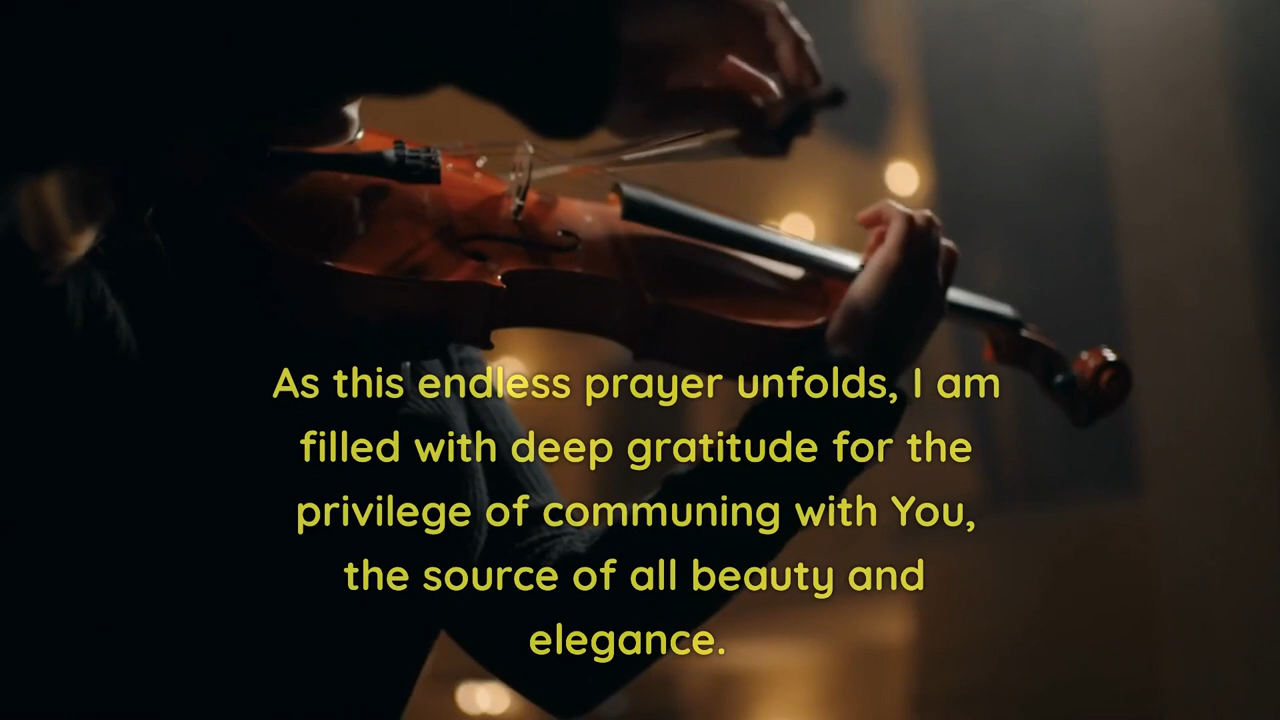 As this endless prayer unfolds, I am
filled with deep gratitude for the
privilege of communing with You,
the source of all beauty and
elegance.